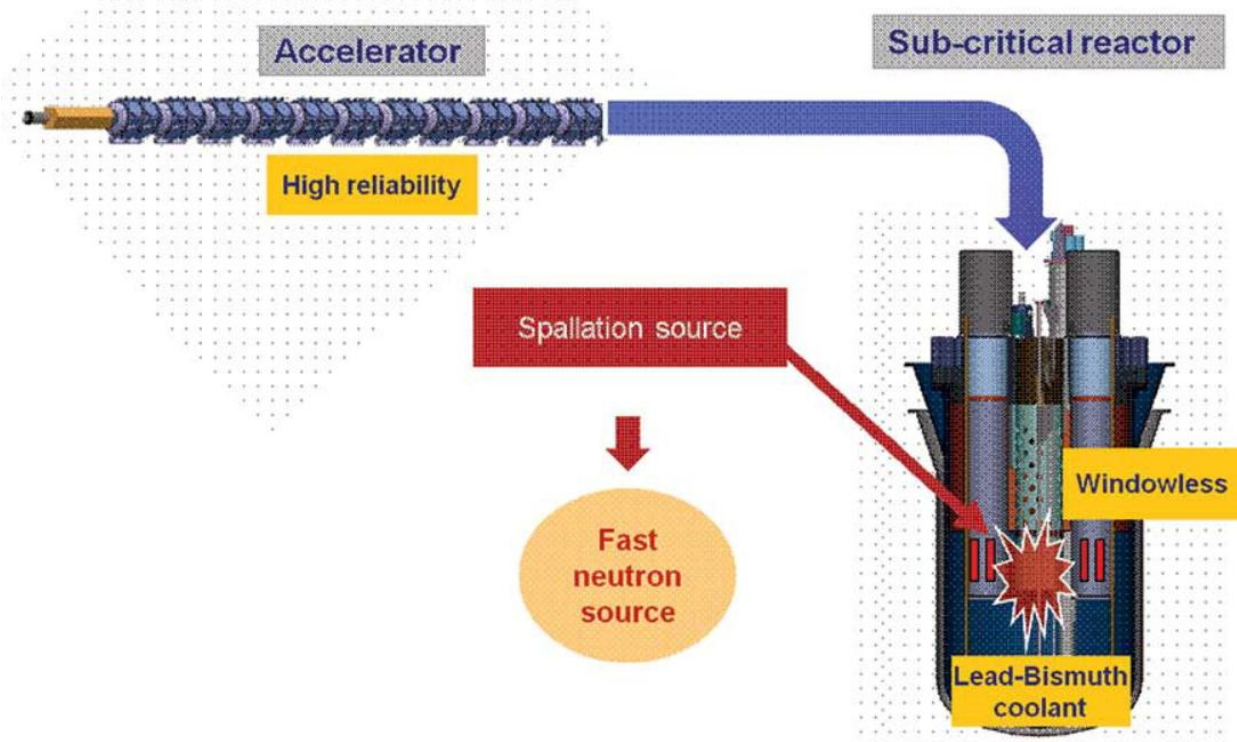 Accelerator
Sub-critical reactor
High reliability
Spallation source
Windowless
Fast
neutron
source
Lead-Bismuth
coolant